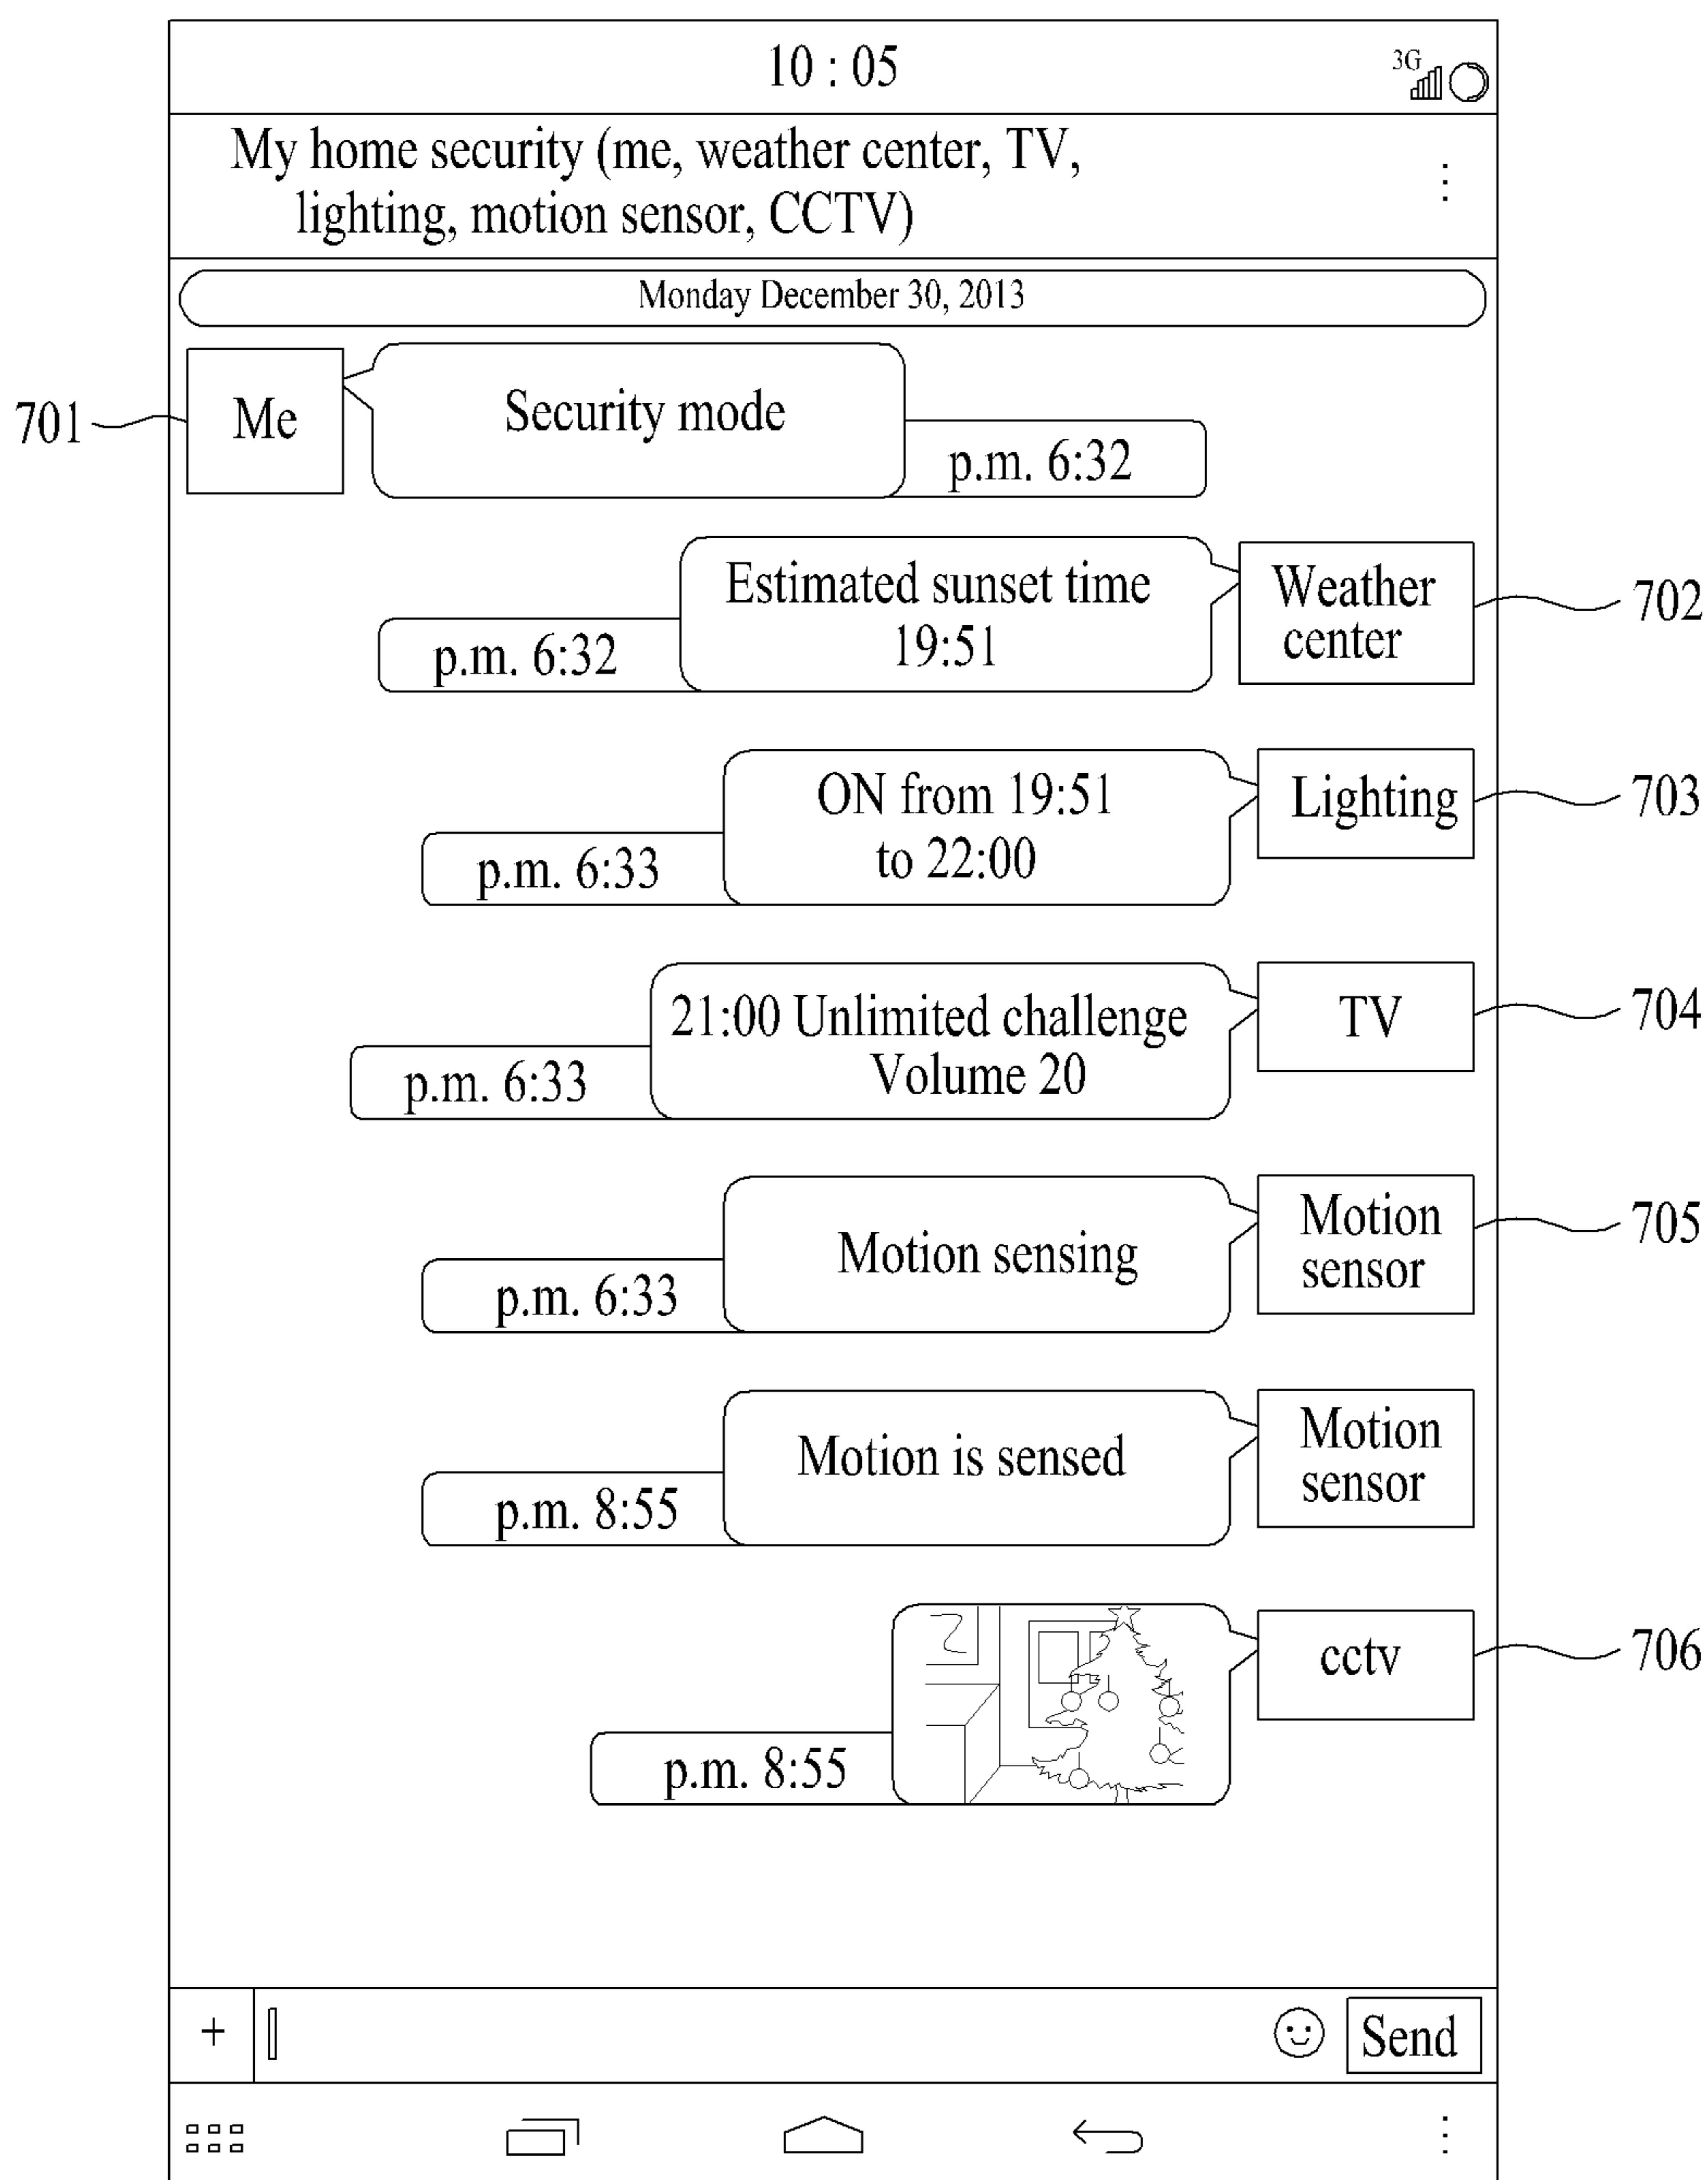 10 : 05
3G
My home security (me, weather center, TV,
lighting, motion sensor, CCTV)
⋮
Monday December 30, 2013
701
Me
Security mode
p.m. 6:32
Estimated sunset time
19:51
p.m. 6:32
Weather
center
702
ON from 19:51
to 22:00
p.m. 6:33
Lighting
703
21:00 Unlimited challenge
Volume 20
p.m. 6:33
TV
704
Motion sensing
p.m. 6:33
Motion
sensor
705
Motion is sensed
p.m. 8:55
Motion
sensor
p.m. 8:55
cctv
706
+
Send